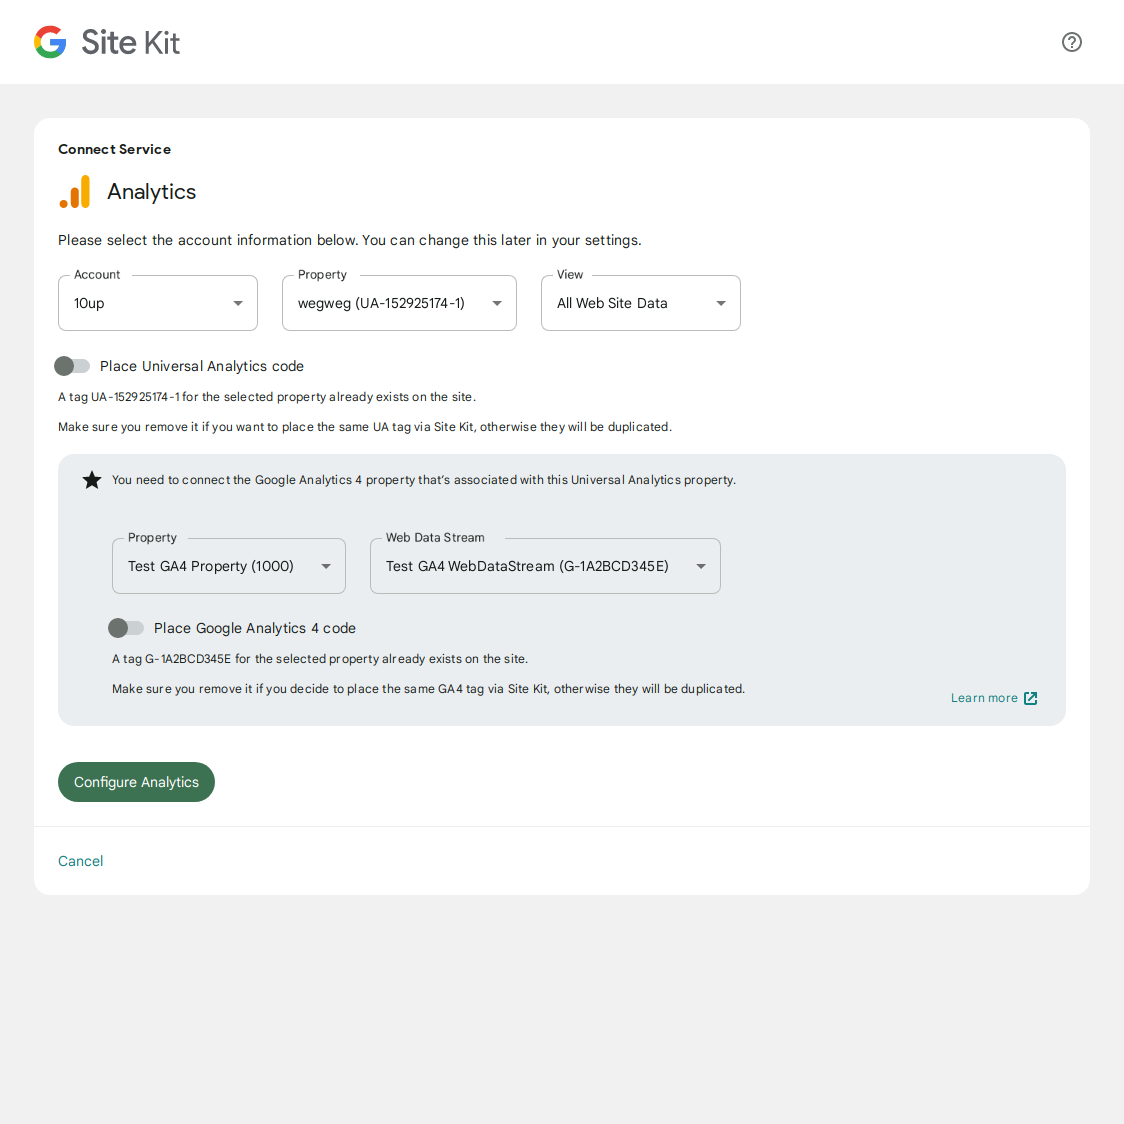 Site Kit
Connect Service
Analytics
Please select the account information below. You can change this later in your settings.
Account
10up
Property
wegweg (UA-152925174-1)
View
All Web Site Data
Place Universal Analytics code
A tag UA-152925174-1 for the selected property already exists on the site.
Make sure you remove it if you want to place the same UA tag via Site Kit, otherwise they will be duplicated.
You need to connect the Google Analytics 4 property that's associated with this Universal Analytics property.
Property
Test GA4 Property (1000)
Web Data Stream
Test GA4 WebDataStream (G-1A2BCD345E)
Place Google Analytics 4 code
A tag G-1A2BCD345E for the selected property already exists on the site.
Make sure you remove it if you decide to place the same GA4 tag via Site Kit, otherwise they will be duplicated.
Learn more
Configure Analytics
Cancel